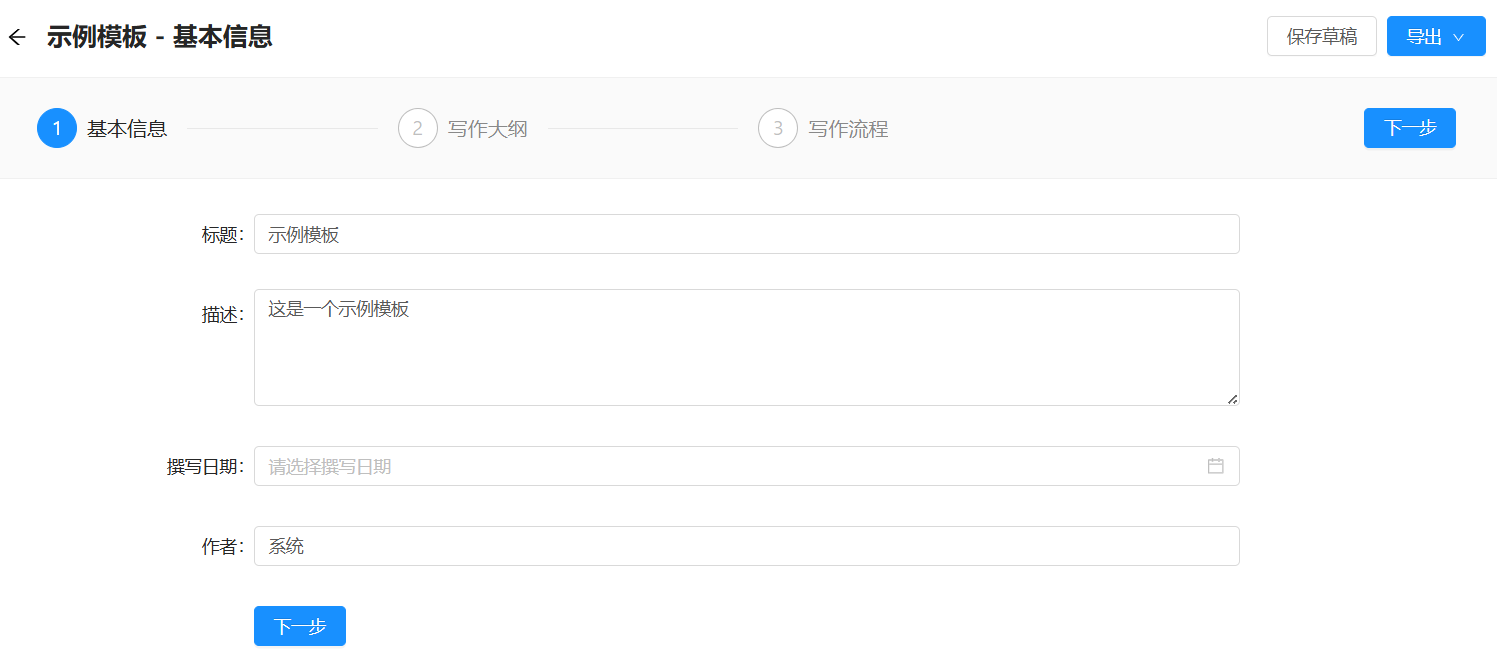 示例模板 - 基本信息
保存草稿
导出
1 基本信息
2 写作大纲
3 写作流程
下一步
标题: 示例模板
描述: 这是一个示例模板
撰写日期: 请选择撰写日期
作者: 系统
下一步